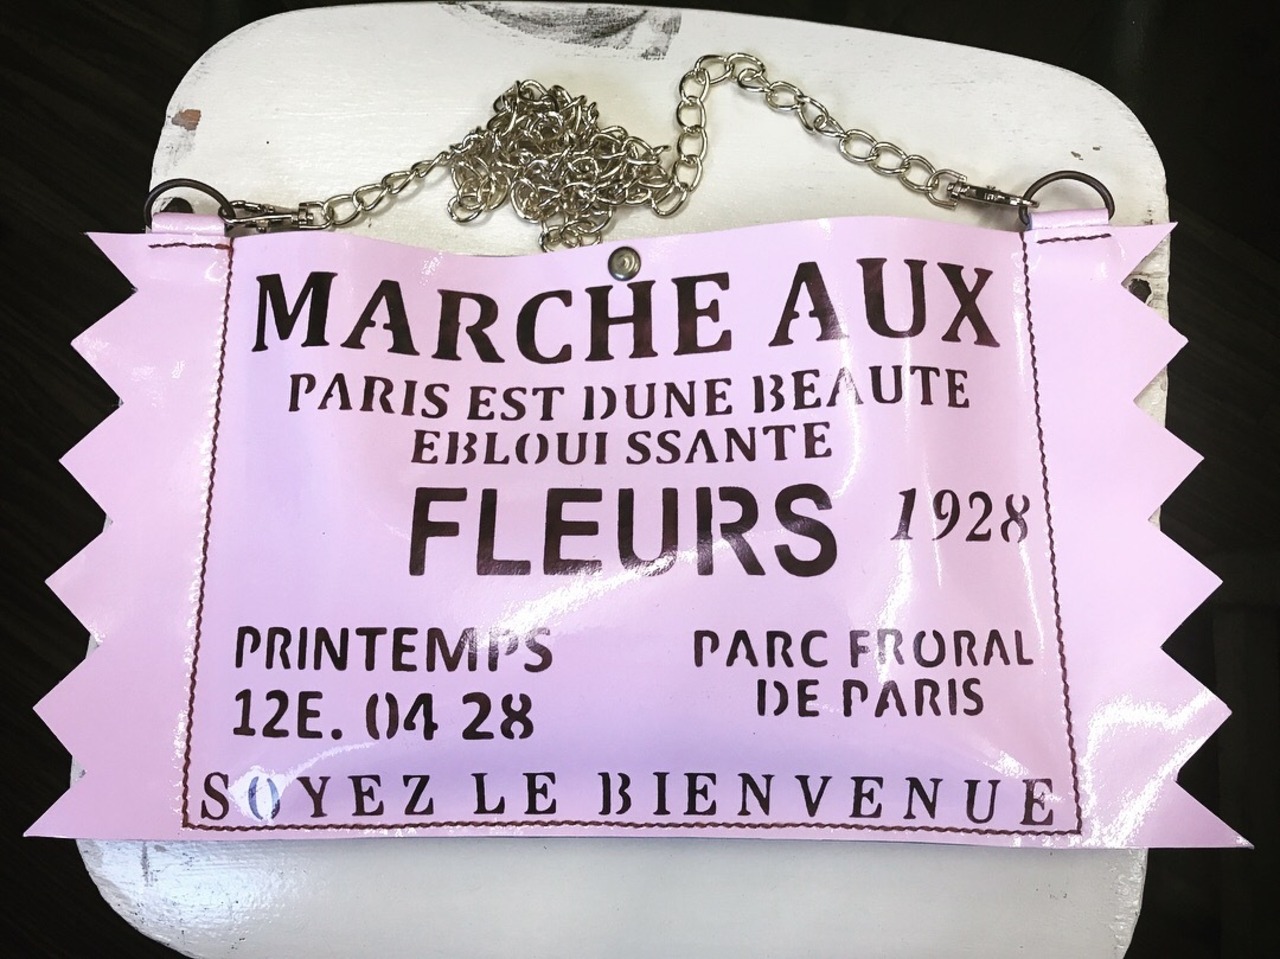 MARCHE AUX
PARIS EST DUNE BEAUTE
EBLOUI SSANTE
FLEURS 1928
PRINTEMPS
12E. 04 28
PARC FRORAL
DE PARIS
SOYEZ LE BIENVENUE